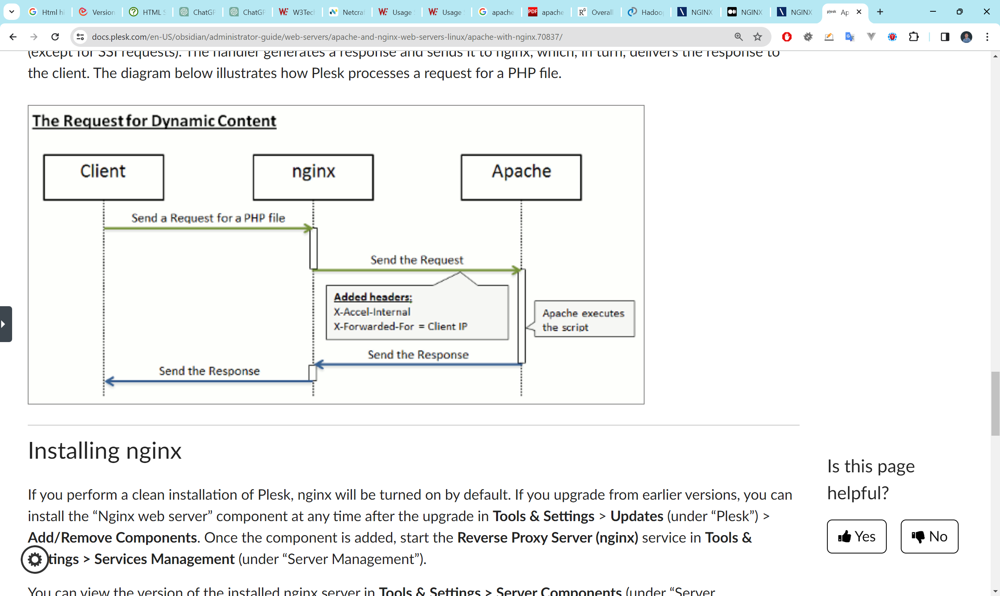 Html hi
Version
HTML S
ChatGP
ChatGP
W3Tec
Netcraf
Usage
Usage
apache
PDF apache
Overall
Hadoo
NGINX
NGINX
NGINX
plesk Ap
docs.plesk.com/en-US/obsidian/administrator-guide/web-servers/apache-and-nginx-web-servers-linux/apache-with-nginx.70837/
(except for SSI requests). The handler generates a response and sends it to nginx, which, in turn, delivers the response to
the client. The diagram below illustrates how Plesk processes a request for a PHP file.
The Request for Dynamic Content
Client
nginx
Apache
Send a Request for a PHP file
Send the Request
Added headers:
X-Accel-Internal
X-Forwarded-For = Client IP
Apache executes
the script
Send the Response
Send the Response
Installing nginx
If you perform a clean installation of Plesk, nginx will be turned on by default. If you upgrade from earlier versions, you can
install the “Nginx web server” component at any time after the upgrade in Tools & Settings > Updates (under “Plesk”) >
Add/Remove Components. Once the component is added, start the Reverse Proxy Server (nginx) service in Tools &
tings > Services Management (under “Server Management”).
You can view the version of the installed nginx server in Tools & Settings > Server Components (under “Server
Is this page
helpful?
Yes
No